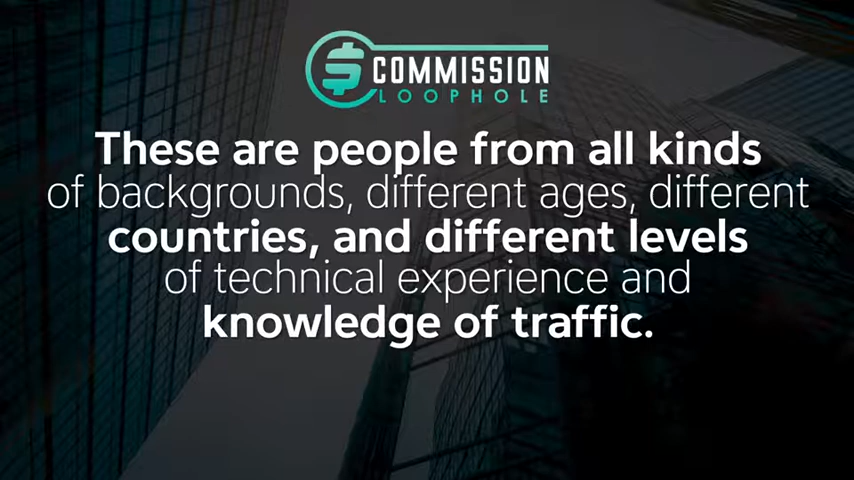 COMMISSION
LOOPHOLE
These are people from all kinds
of backgrounds, different ages, different
countries, and different levels
of technical experience and
knowledge of traffic.